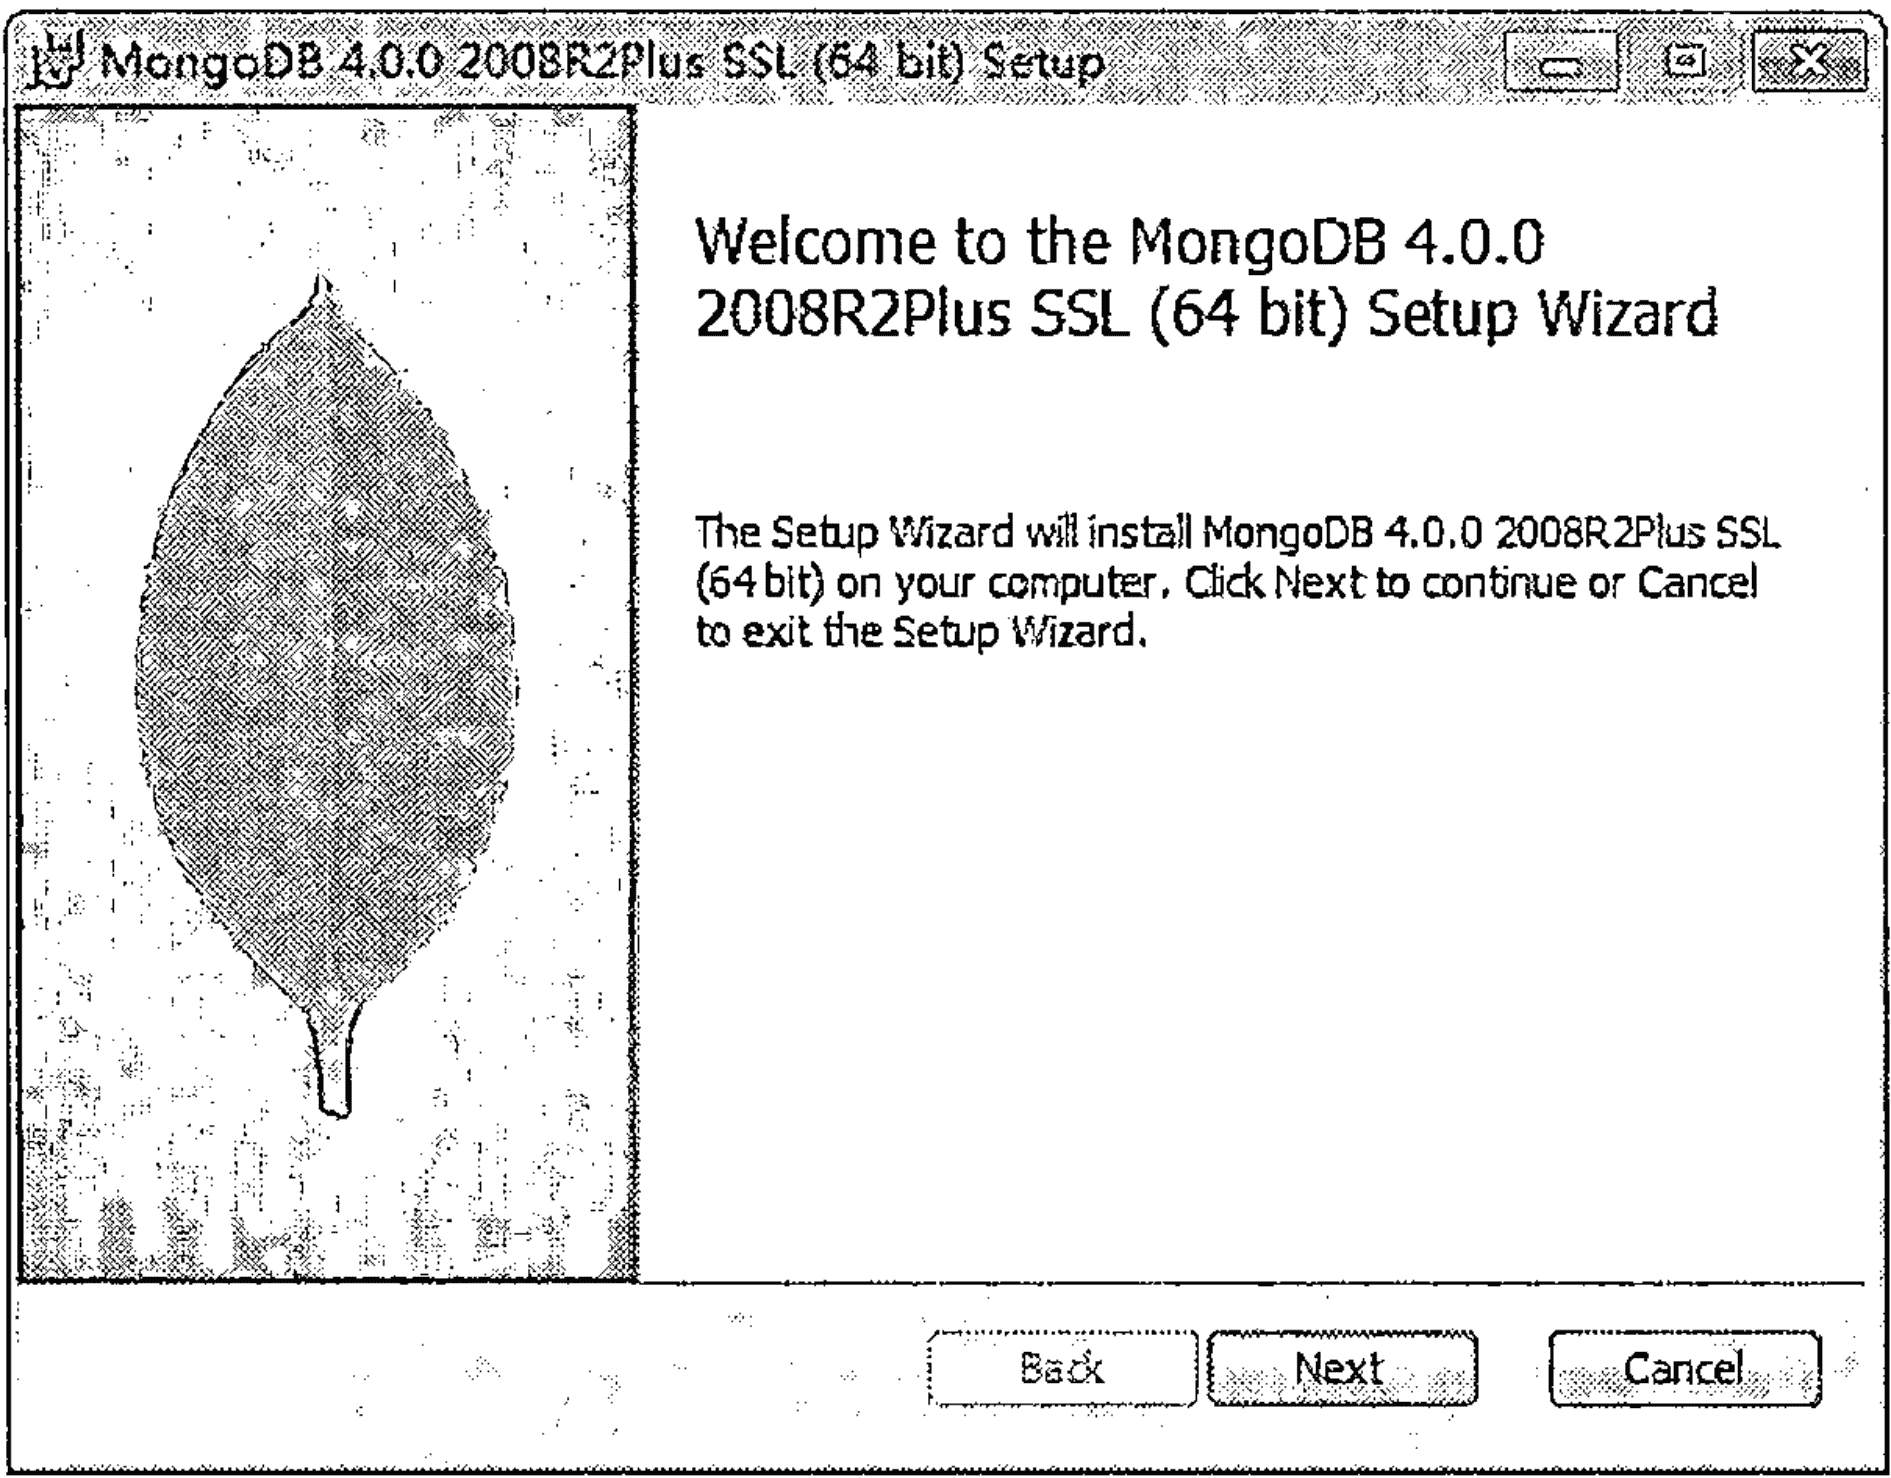 MongoDB 4.0.0 2008R2Plus SSL (64 bit) Setup
Welcome to the MongoDB 4.0.0
2008R2Plus SSL (64 bit) Setup Wizard
The Setup Wizard will install MongoDB 4.0.0 2008R2Plus SSL
(64 bit) on your computer. Click Next to continue or Cancel
to exit the Setup Wizard.
Back Next Cancel